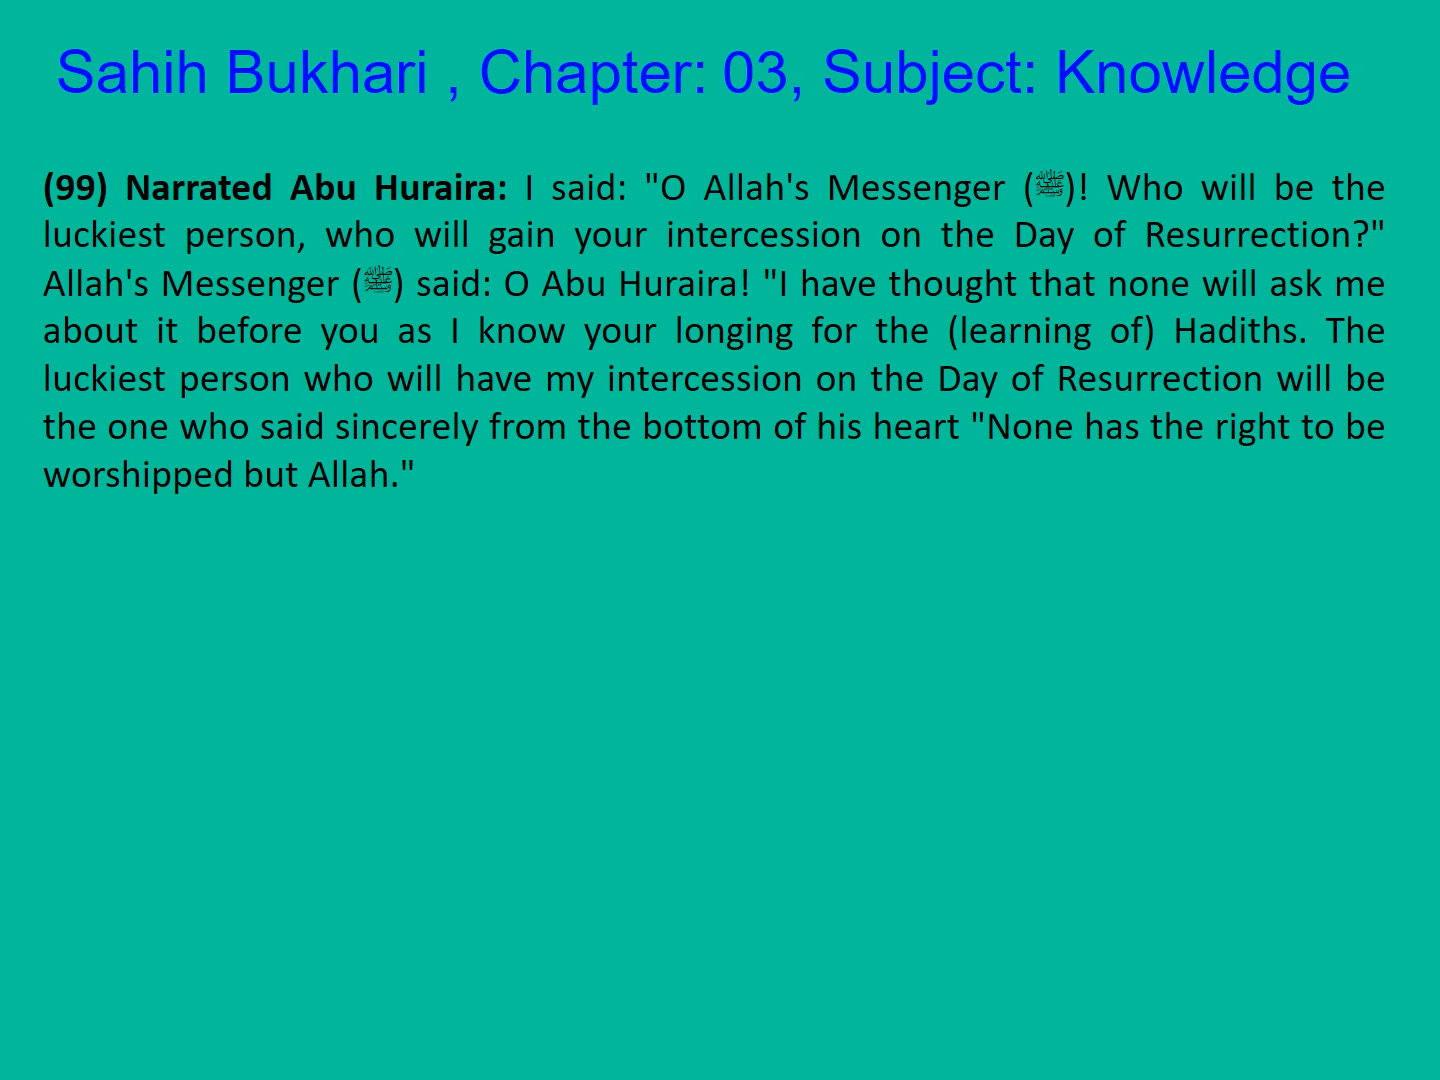 Sahih Bukhari , Chapter: 03, Subject: Knowledge
(99) Narrated Abu Huraira: I said: "O Allah's Messenger (ﷺ)! Who will be the
luckiest person, who will gain your intercession on the Day of Resurrection?"
Allah's Messenger (ﷺ) said: O Abu Huraira! "I have thought that none will ask me
about it before you as I know your longing for the (learning of) Hadiths. The
luckiest person who will have my intercession on the Day of Resurrection will be
the one who said sincerely from the bottom of his heart "None has the right to be
worshipped but Allah."